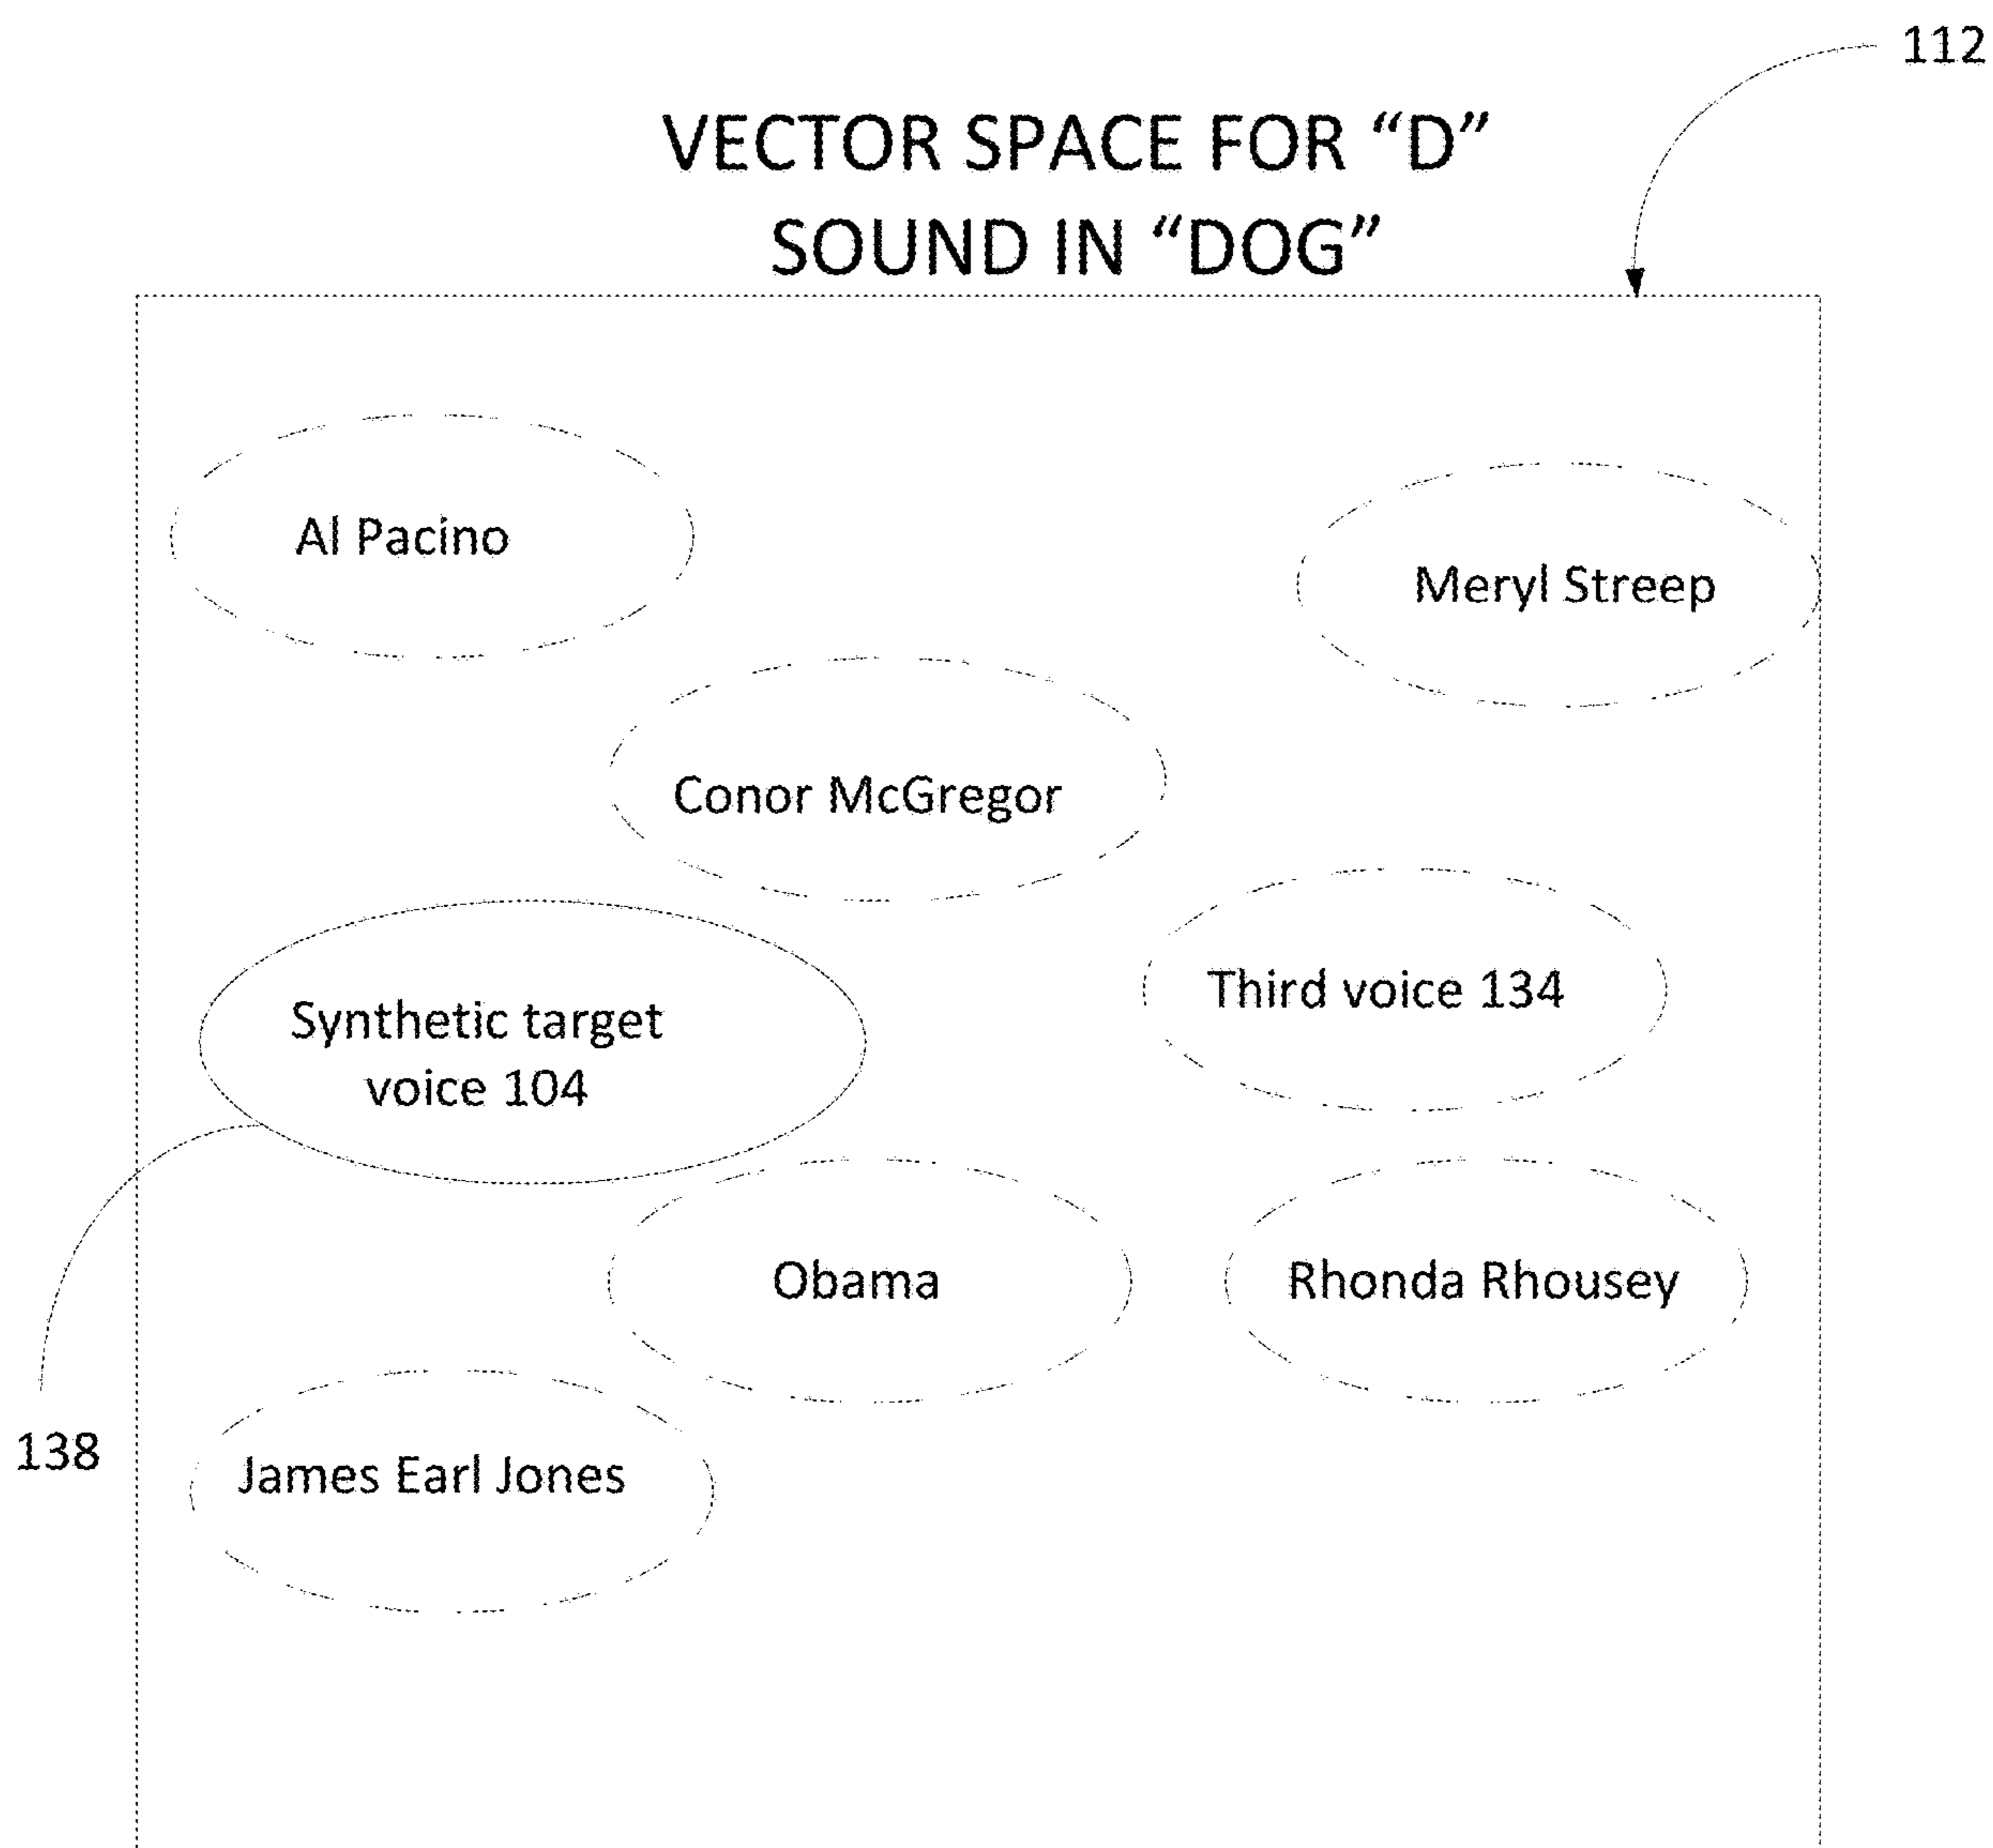 112
VECTOR SPACE FOR “D”
SOUND IN “DOG”
Al Pacino
Meryl Streep
Conor McGregor
Third voice 134
Synthetic target
voice 104
Obama
Rhonda Rhousey
138
James Earl Jones